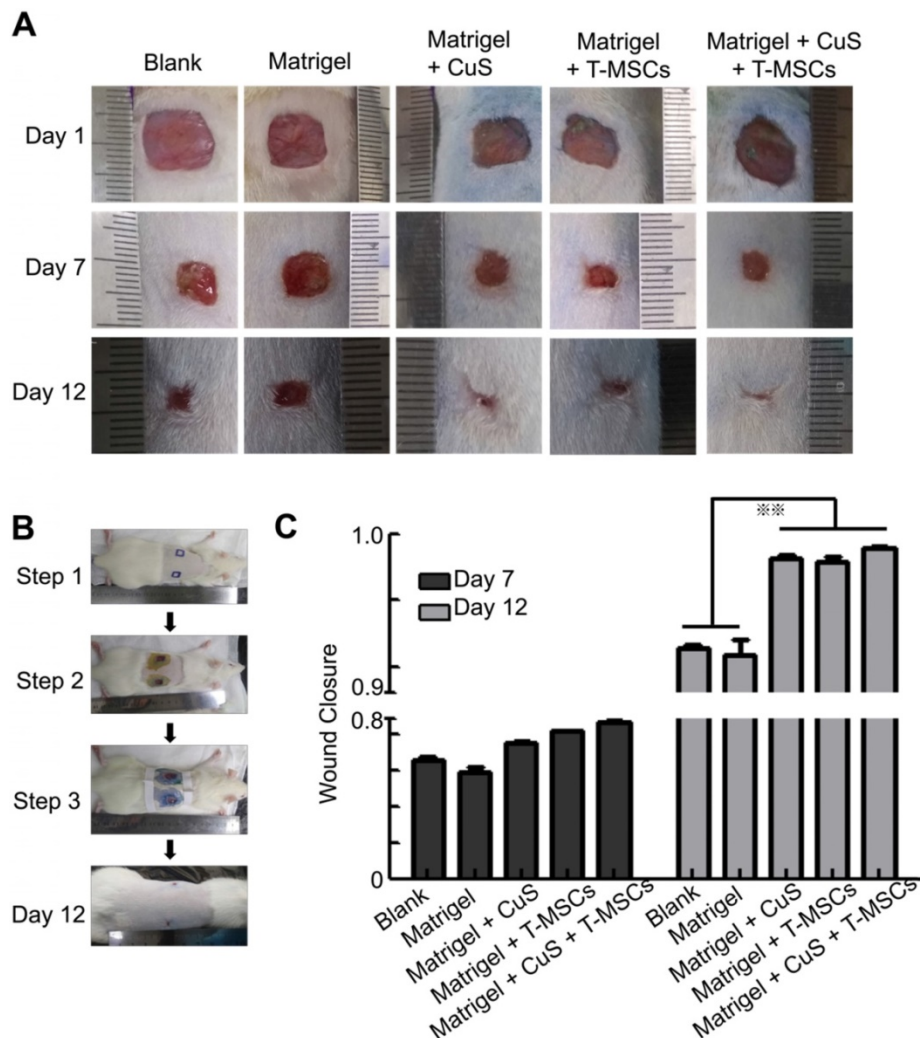 A
Blank
Matrigel
Matrigel
+ CuS
Matrigel
+ T-MSCs
Matrigel + CuS
+ T-MSCs
Day 1
Day 7
Day 12
B
Step 1
Step 2
Step 3
Day 12
C
Wound Closure
1.0
0.9
0.8
0
Day 7
Day 12
※※
Blank
Matrigel
Matrigel + CuS
Matrigel + T-MSCs
Matrigel + CuS + T-MSCs
Blank
Matrigel
Matrigel + CuS
Matrigel + T-MSCs
Matrigel + CuS + T-MSCs